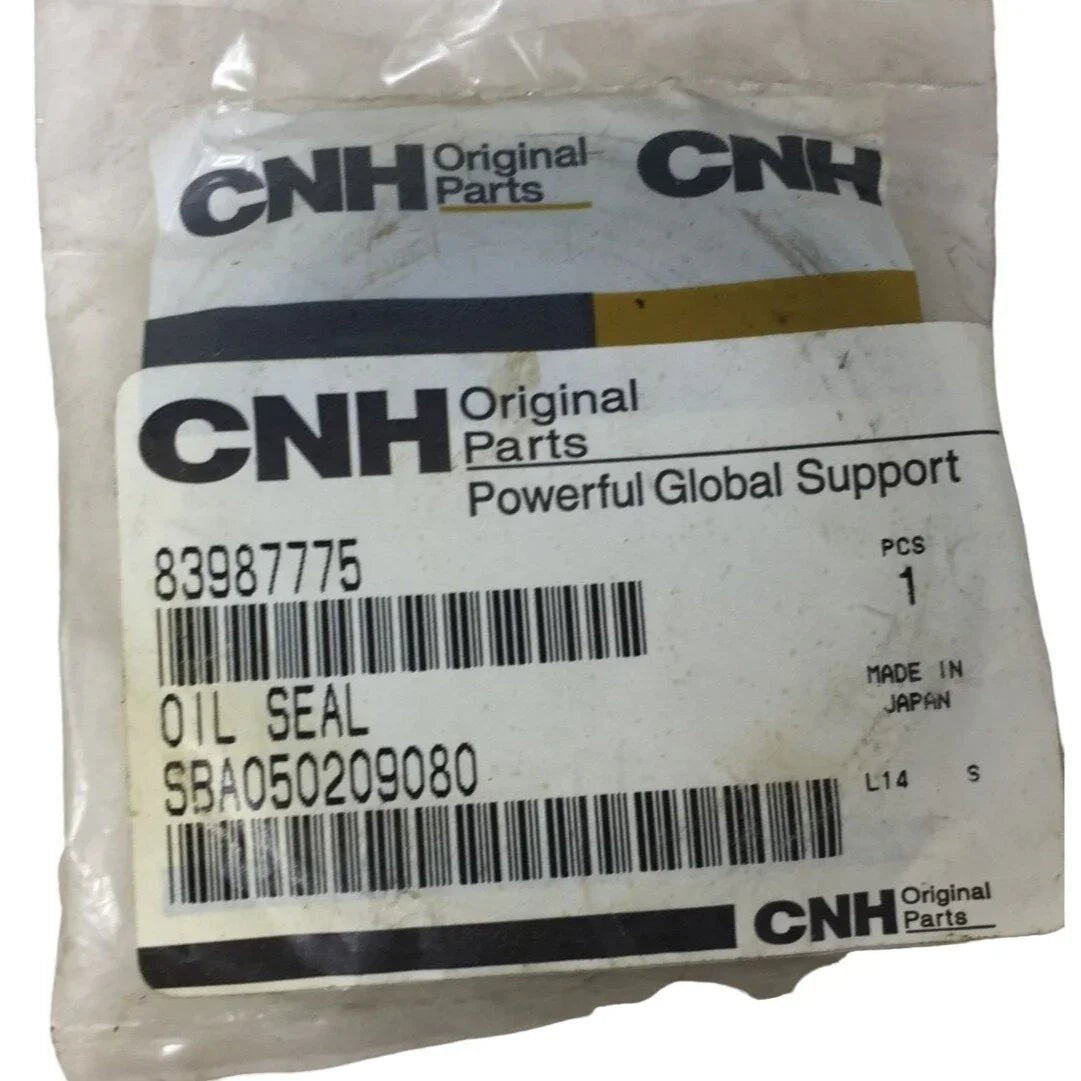 CNH Original Parts CNH
CNH Original Parts
Powerful Global Support
83987775
PCS
1
OIL SEAL
MADE IN
JAPAN
SBA050209080
L14 S
CNH Original Parts